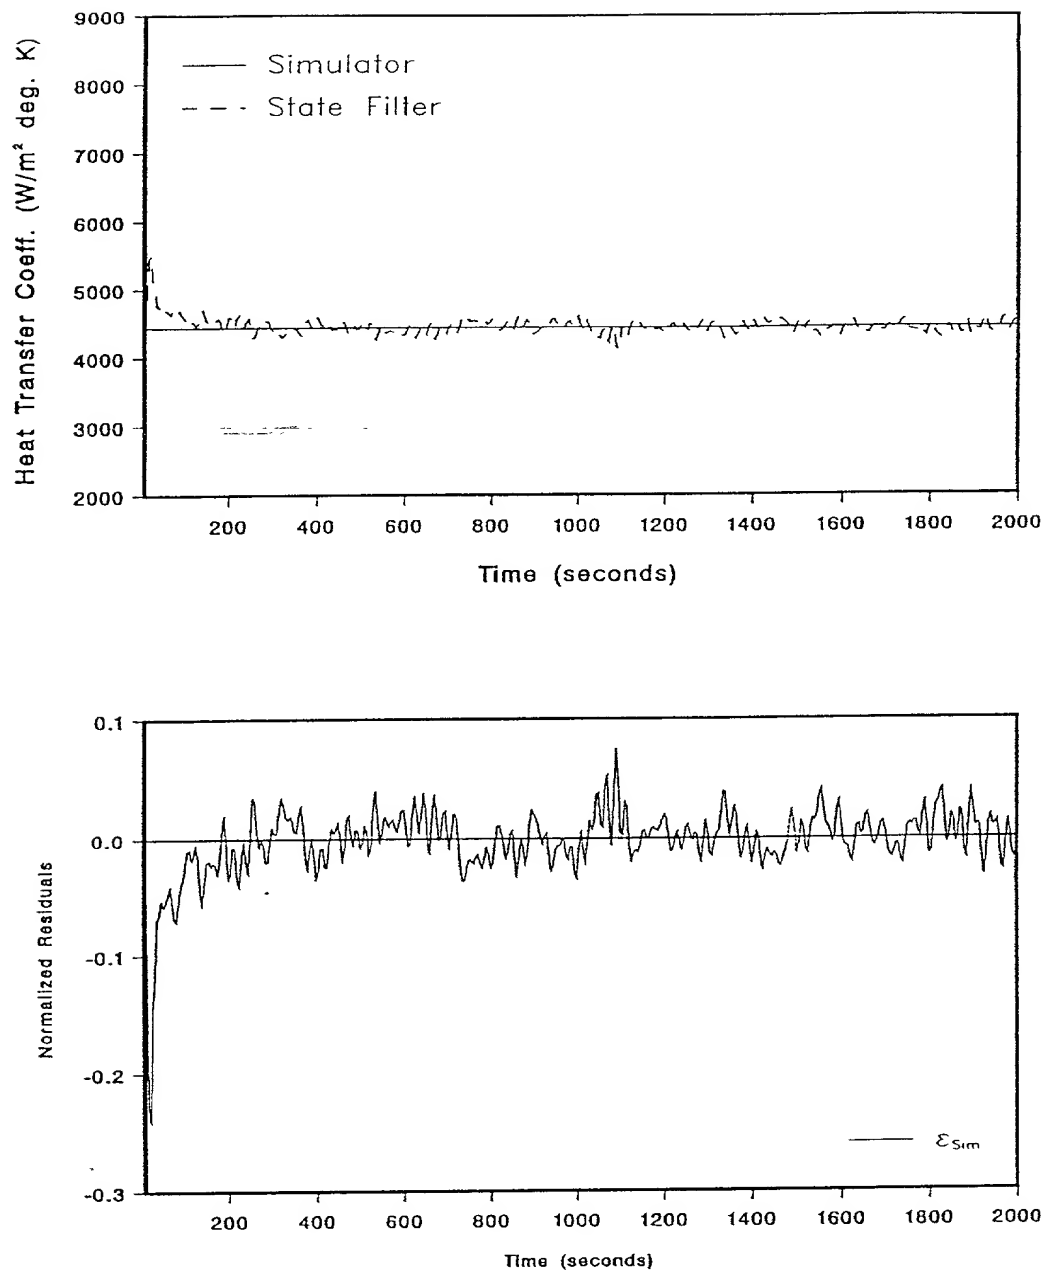 9000
8000
7000
6000
5000
4000
3000
2000
Heat Transfer Coeff. (W/m² deg. K)
Simulator
State Filter
200 400 600 800 1000 1200 1400 1600 1800 2000
Time (seconds)
0.1
0.0
-0.1
-0.2
-0.3
Normalized Residuals
εSim
200 400 600 800 1000 1200 1400 1600 1800 2000
Time (seconds)